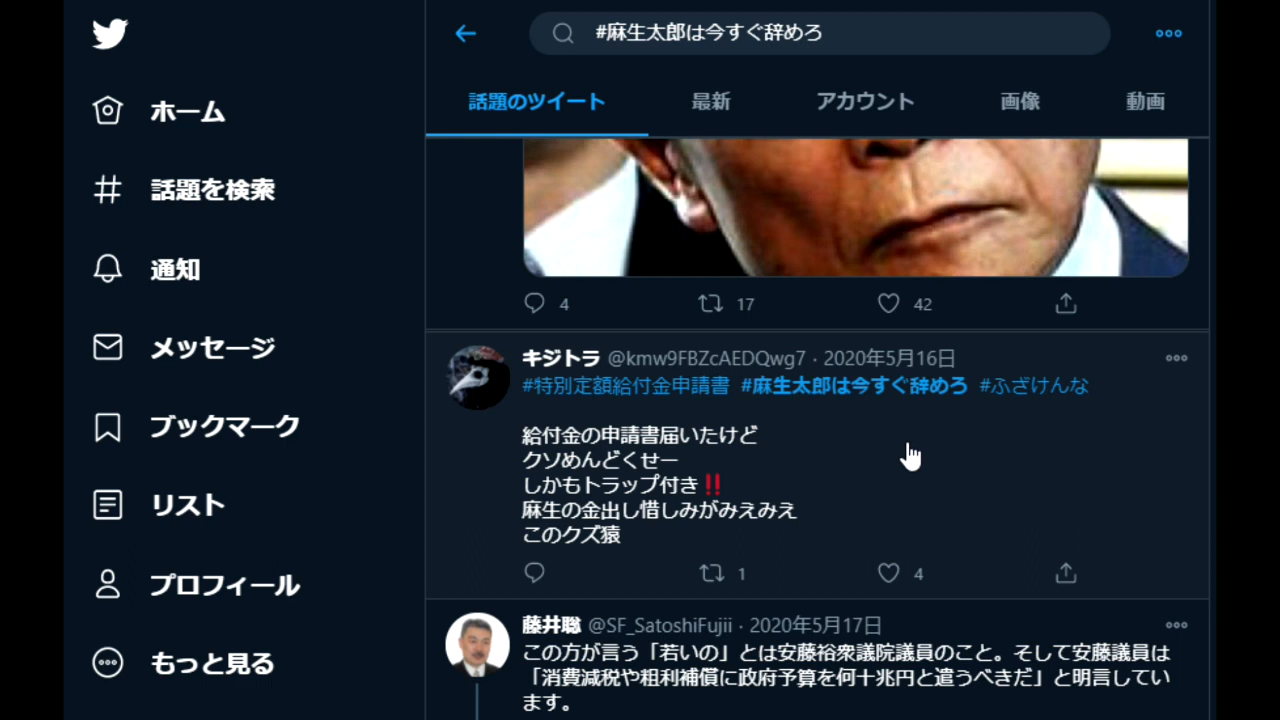 #麻生太郎は今すぐ辞めろ
ホーム
話題を検索
通知
メッセージ
ブックマーク
リスト
プロフィール
もっと見る
話題のツイート 最新 アカウント 画像 動画
4 17 42
キジトラ @kmw9FBZcAEDQwg7 · 2020年5月16日
#特別定額給付金申請書 #麻生太郎は今すぐ辞めろ #ふざけんな
給付金の申請書届いたけど
クソめんどくせー
しかもトラップ付き‼
麻生の金出し惜しみがみえみえ
このクズ猿
1 4
藤井聡 @SF_SatoshiFujii · 2020年5月17日
この方が言う「若いの」とは安藤裕衆議院議員のこと。そして安藤議員は
「消費減税や粗利補償に政府予算を何十兆円と遣うべきだ」と明言してい
ます。